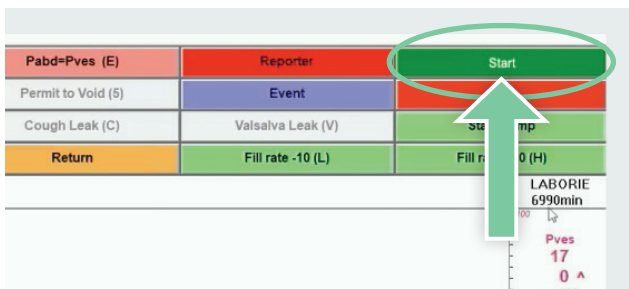 Pabd=Pves (E) Reporter Start
Permit to Void (5) Event
Cough Leak (C) Valsalva Leak (V)
Return Fill rate -10 (L) Fill
LABORIE
6990min
Pves
17
0 ^